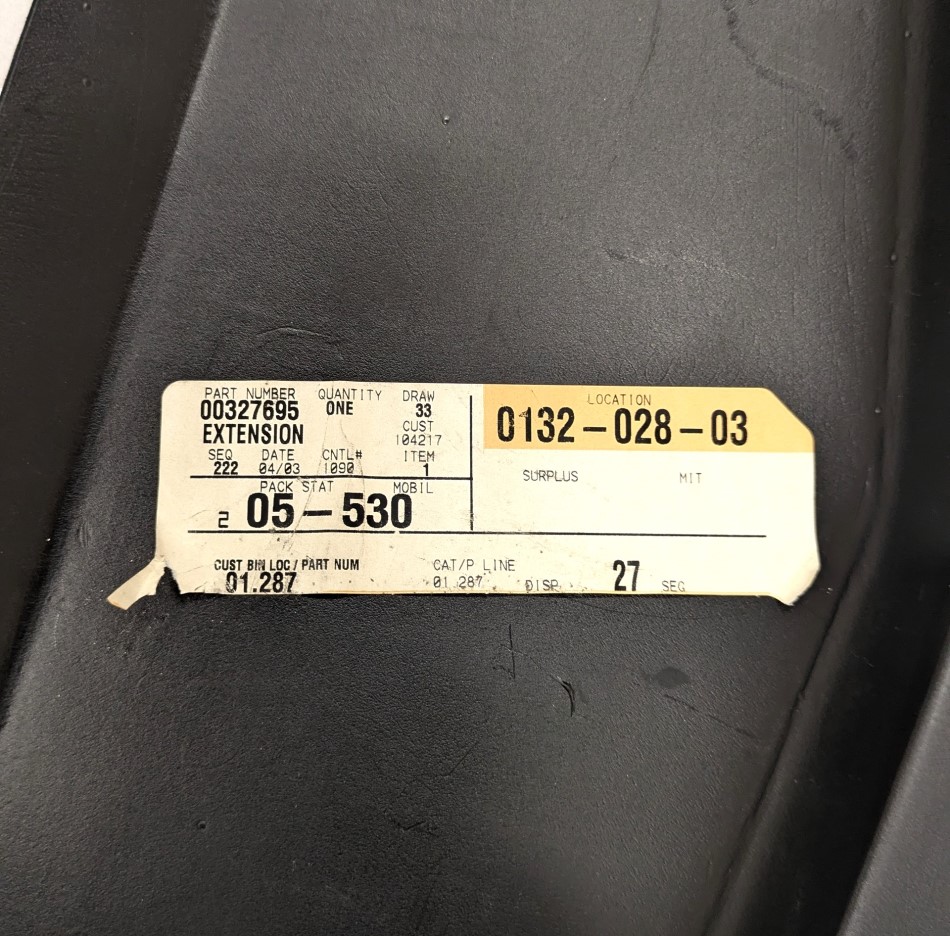 PART NUMBER QUANTITY DRAW
00327695 ONE 33
EXTENSION CUST
104217
SEQ DATE CNTL# ITEM
222 04/03 1090 1
PACK STAT MOBIL
2 05-530
LOCATION
0132-028-03
SURPLUS MIT
CUST BIN LOC / PART NUM CAT/P LINE
01.287 01 287 DISP 27 SEG